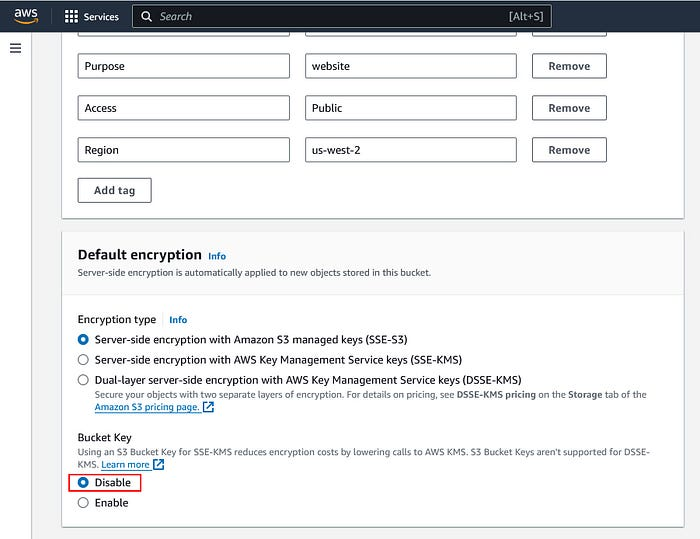 aws
Services
Search
[Alt+S]
Purpose
website
Remove
Access
Public
Remove
Region
us-west-2
Remove
Add tag
Default encryption Info
Server-side encryption is automatically applied to new objects stored in this bucket.
Encryption type Info
Server-side encryption with Amazon S3 managed keys (SSE-S3)
Server-side encryption with AWS Key Management Service keys (SSE-KMS)
Dual-layer server-side encryption with AWS Key Management Service keys (DSSE-KMS)
Secure your objects with two separate layers of encryption. For details on pricing, see DSSE-KMS pricing on the Storage tab of the
Amazon S3 pricing page.
Bucket Key
Using an S3 Bucket Key for SSE-KMS reduces encryption costs by lowering calls to AWS KMS. S3 Bucket Keys aren't supported for DSSE-
KMS. Learn more
Disable
Enable